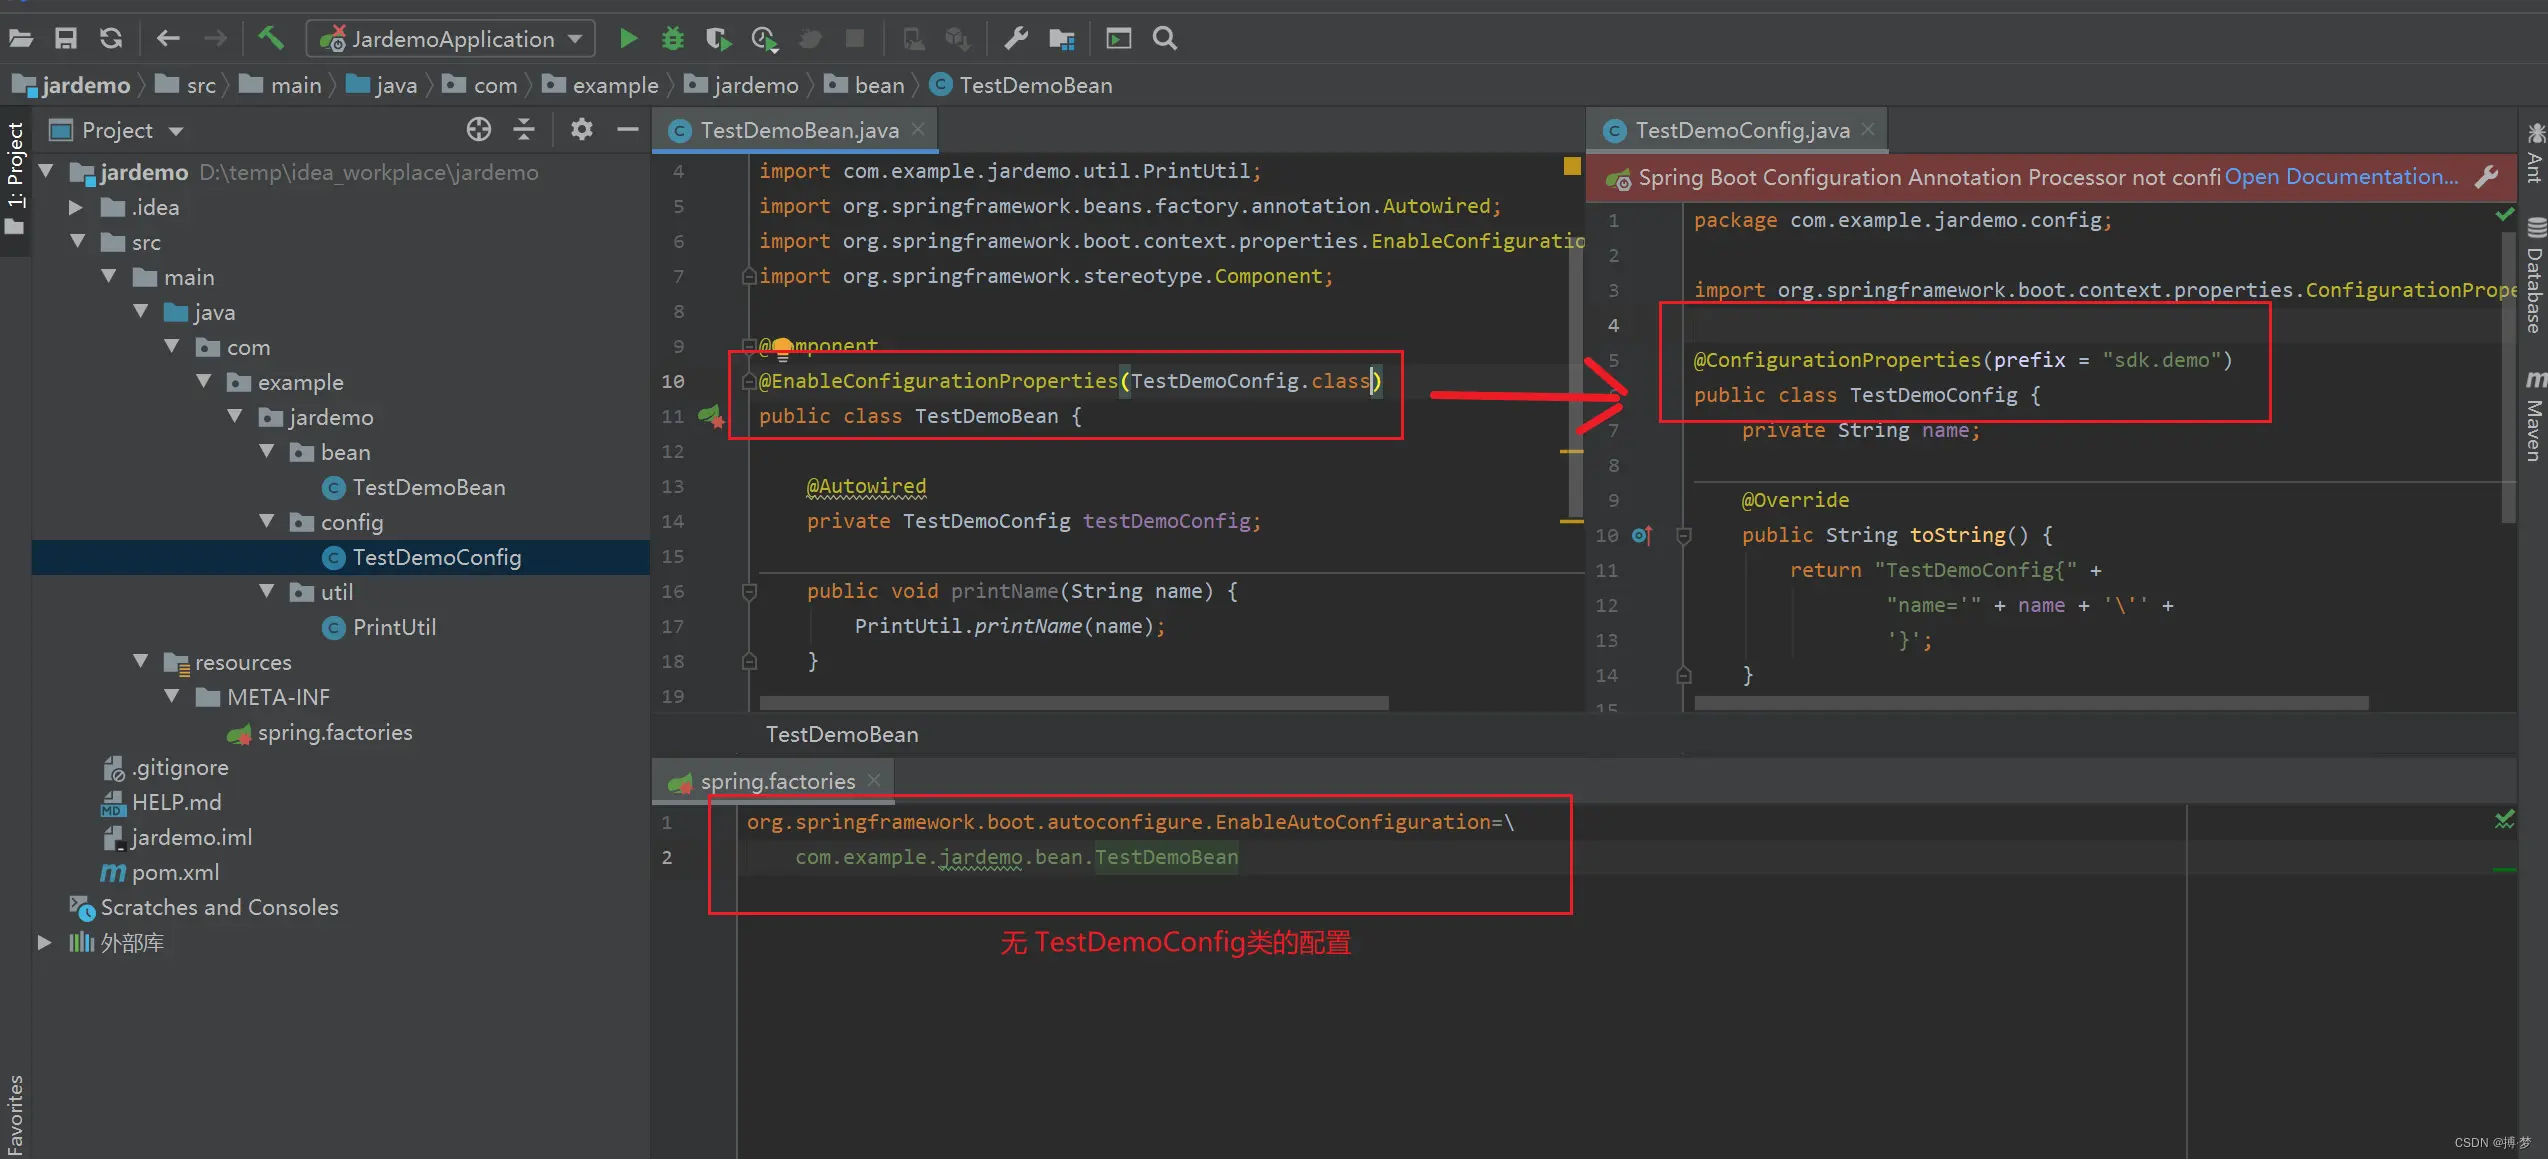 JardemoApplication
jardemo src main java com example jardemo bean TestDemoBean
1: Project
Project
jardemo D:\temp\idea_workplace\jardemo
.idea
src
main
java
com
example
jardemo
bean
TestDemoBean
config
TestDemoConfig
util
PrintUtil
resources
META-INF
spring.factories
.gitignore
HELP.md
jardemo.iml
pom.xml
Scratches and Consoles
外部库
Favorites
TestDemoBean.java
4 import com.example.jardemo.util.PrintUtil;
5 import org.springframework.beans.factory.annotation.Autowired;
6 import org.springframework.boot.context.properties.EnableConfiguratio
7 import org.springframework.stereotype.Component;
8
9 @Component
10 @EnableConfigurationProperties(TestDemoConfig.class)
11 public class TestDemoBean {
12
13 @Autowired
14 private TestDemoConfig testDemoConfig;
15
16 public void printName(String name) {
17 PrintUtil.printName(name);
18 }
19
TestDemoBean
TestDemoConfig.java
Spring Boot Configuration Annotation Processor not confi Open Documentation...
1 package com.example.jardemo.config;
2
3 import org.springframework.boot.context.properties.ConfigurationPrope
4
5 @ConfigurationProperties(prefix = "sdk.demo")
public class TestDemoConfig {
7 private String name;
8
9 @Override
10 public String toString() {
11 return "TestDemoConfig{" +
12 "name='" + name + '\'' +
13 '}';
14 }
15
spring.factories
1 org.springframework.boot.autoconfigure.EnableAutoConfiguration=\
2 com.example.jardemo.bean.TestDemoBean
无 TestDemoConfig类的配置
Ant
Database
Maven
CSDN @搏·梦